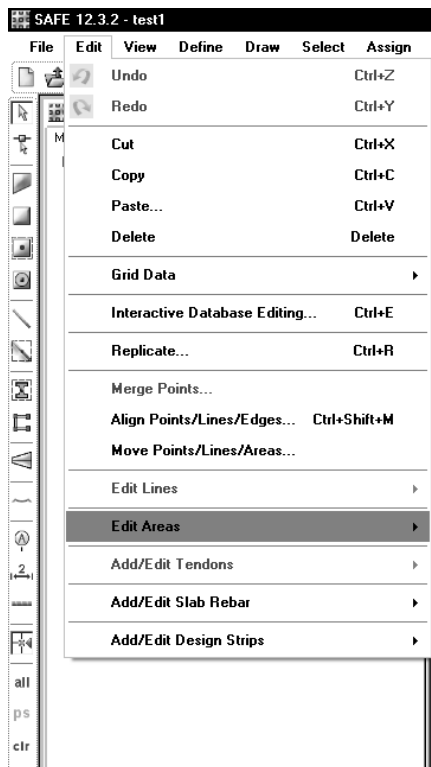 SAFE 12.3.2 - test1
File Edit View Define Draw Select Assign
Undo Ctrl+Z
Redo Ctrl+Y
M
Cut Ctrl+X
Copy Ctrl+C
Paste... Ctrl+V
Delete Delete
Grid Data
Interactive Database Editing... Ctrl+E
Replicate... Ctrl+R
Merge Points...
Align Points/Lines/Edges... Ctrl+Shift+M
Move Points/Lines/Areas...
Edit Lines
Edit Areas
Add/Edit Tendons
Add/Edit Slab Rebar
Add/Edit Design Strips
A
2
all
ps
clr